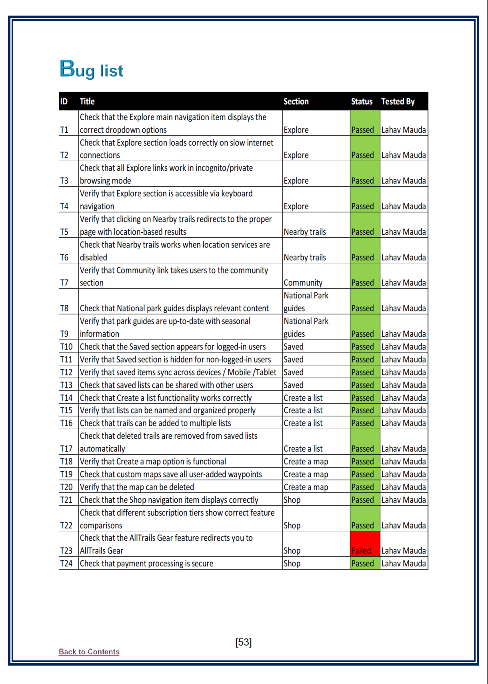 Bug list
ID Title Section Status Tested By
Check that the Explore main navigation item displays the
T1 correct dropdown options Explore Passed Lahav Mauda
Check that Explore section loads correctly on slow internet
T2 connections Explore Passed Lahav Mauda
Check that all Explore links work in incognito/private
T3 browsing mode Explore Passed Lahav Mauda
Verify that Explore section is accessible via keyboard
T4 navigation Explore Passed Lahav Mauda
Verify that clicking on Nearby trails redirects to the proper
T5 page with location-based results Nearby trails Passed Lahav Mauda
Check that Nearby trails works when location services are
T6 disabled Nearby trails Passed Lahav Mauda
Verify that Community link takes users to the community
T7 section Community Passed Lahav Mauda
National Park
T8 Check that National park guides displays relevant content guides Passed Lahav Mauda
Verify that park guides are up-to-date with seasonal National Park
T9 information guides Passed Lahav Mauda
T10 Check that the Saved section appears for logged-in users Saved Passed Lahav Mauda
T11 Verify that Saved section is hidden for non-logged-in users Saved Passed Lahav Mauda
T12 Verify that saved items sync across devices / Mobile /Tablet Saved Passed Lahav Mauda
T13 Check that saved lists can be shared with other users Saved Passed Lahav Mauda
T14 Check that Create a list functionality works correctly Create a list Passed Lahav Mauda
T15 Verify that lists can be named and organized properly Create a list Passed Lahav Mauda
T16 Check that trails can be added to multiple lists Create a list Passed Lahav Mauda
Check that deleted trails are removed from saved lists
T17 automatically Create a list Passed Lahav Mauda
T18 Verify that Create a map option is functional Create a map Passed Lahav Mauda
T19 Check that custom maps save all user-added waypoints Create a map Passed Lahav Mauda
T20 Verify that the map can be deleted Create a map Passed Lahav Mauda
T21 Check that the Shop navigation item displays correctly Shop Passed Lahav Mauda
Check that different subscription tiers show correct feature
T22 comparisons Shop Passed Lahav Mauda
Check that the AllTrails Gear feature redirects you to
T23 AllTrails Gear Shop Failed Lahav Mauda
T24 Check that payment processing is secure Shop Passed Lahav Mauda
[53]
Back to Contents